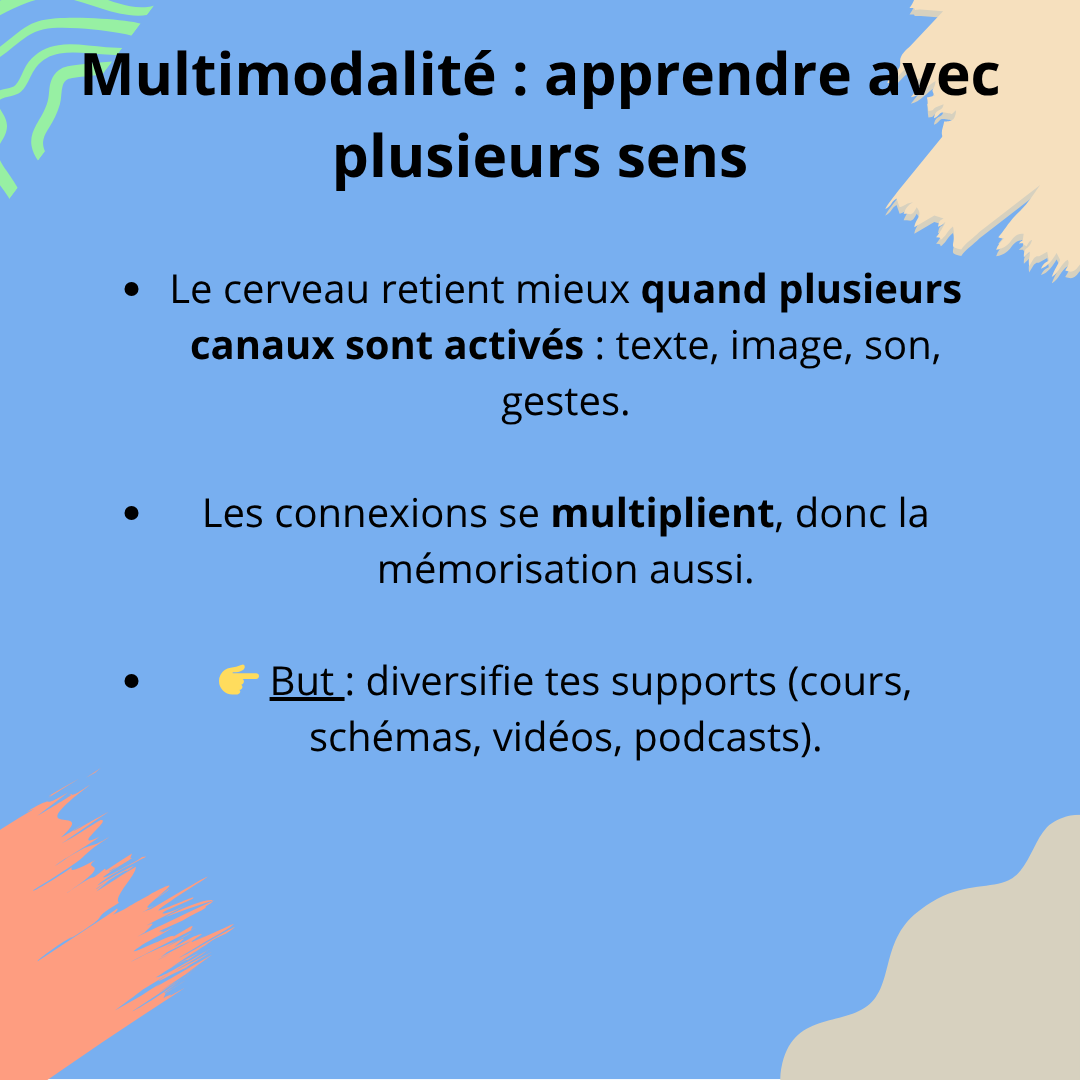 Multimodalité : apprendre avec
plusieurs sens
• Le cerveau retient mieux quand plusieurs
canaux sont activés : texte, image, son,
gestes.
• Les connexions se multiplient, donc la
mémorisation aussi.
• 👉 But : diversifie tes supports (cours,
schémas, vidéos, podcasts).